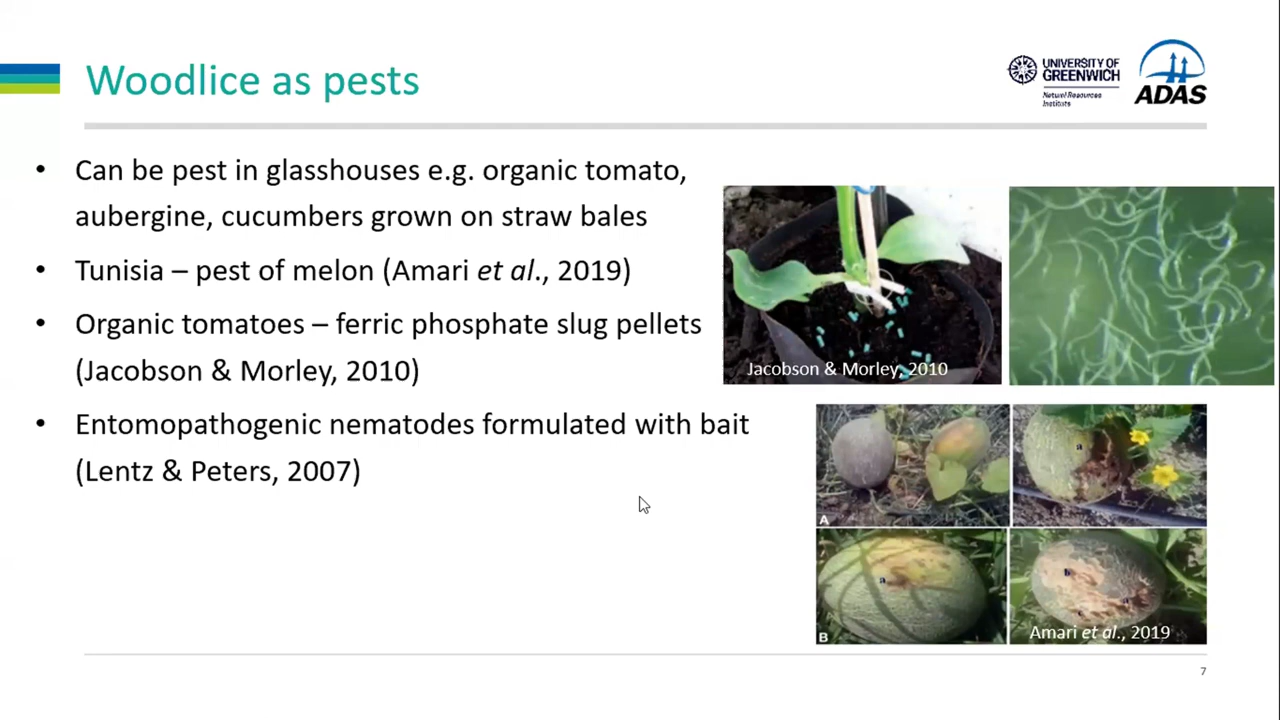 Woodlice as pests
UNIVERSITY OF
GREENWICH
Natural Resources
Institute
ADAS
• Can be pest in glasshouses e.g. organic tomato,
aubergine, cucumbers grown on straw bales
• Tunisia – pest of melon (Amari et al., 2019)
• Organic tomatoes – ferric phosphate slug pellets
(Jacobson & Morley, 2010)
• Entomopathogenic nematodes formulated with bait
(Lentz & Peters, 2007)
Jacobson & Morley, 2010
a
A
a
b
B
Amari et al., 2019
7